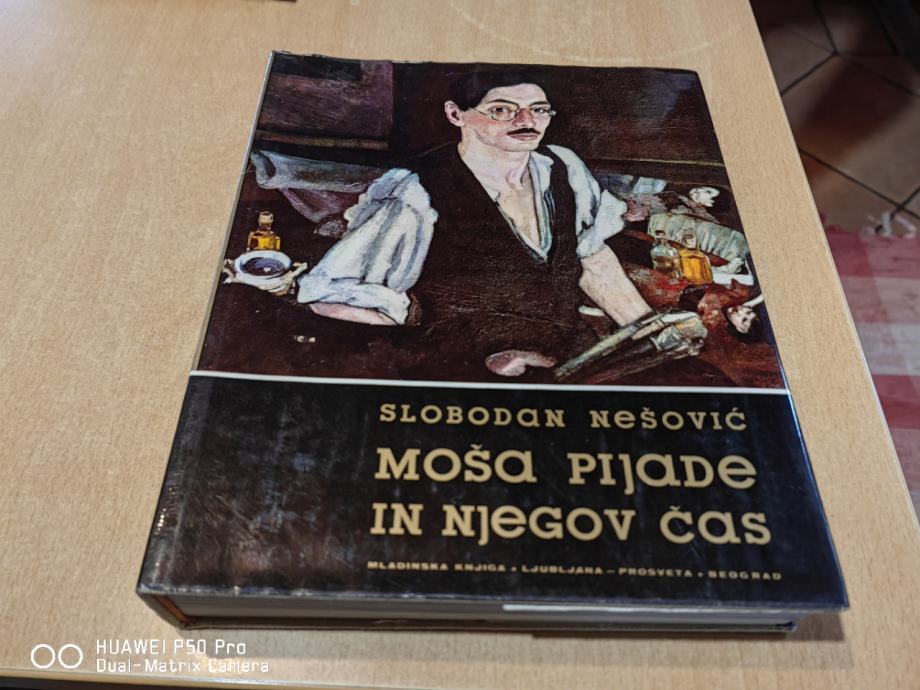 SLOBODAN NEŠOVIĆ
MOŠA PIJADE
IN NJEGOV ČAS
MLADINSKA KNJIGA • LJUBLJANA – PROSVETA • BEOGRAD
HUAWEI P50 Pro
Dual-Matrix Camera